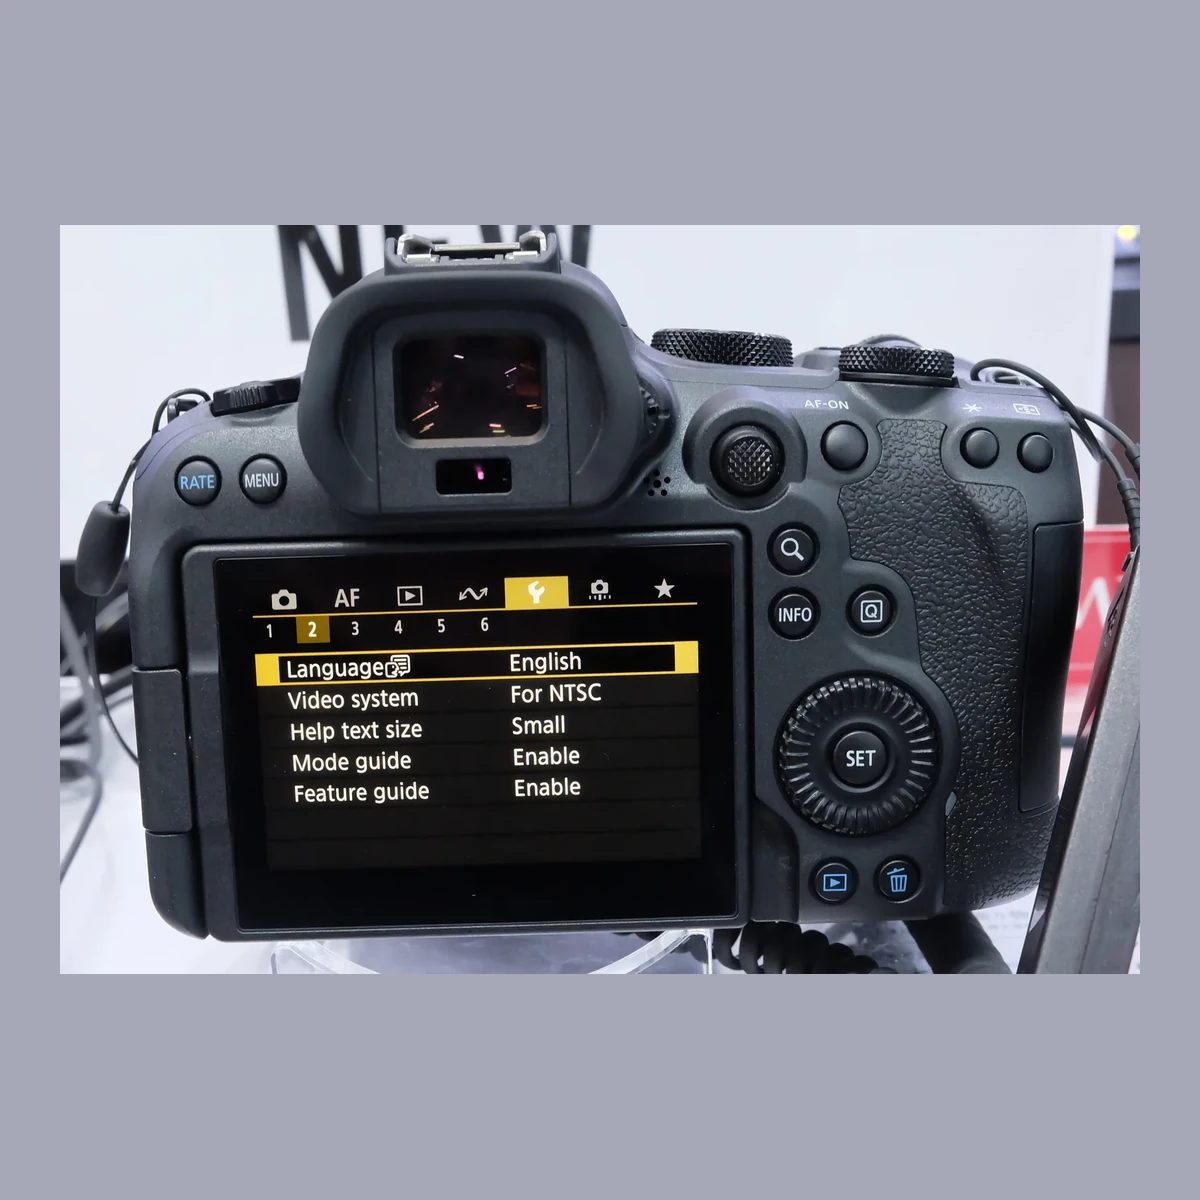 AF-ON
RATE MENU
INFO Q
SET
AF
1 2 3 4 5 6
Language English
Video system For NTSC
Help text size Small
Mode guide Enable
Feature guide Enable